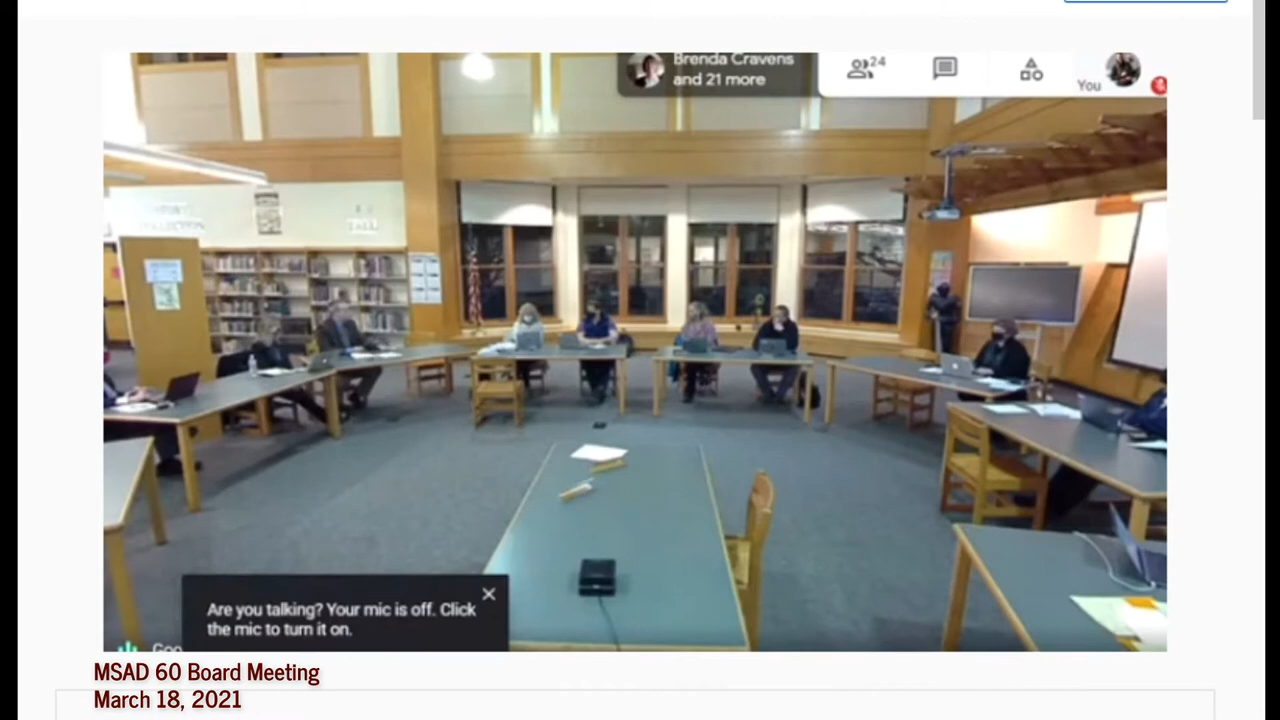 Brenda Cravens
and 21 more
24
You
Are you talking? Your mic is off. Click
the mic to turn it on.
Goo
MSAD 60 Board Meeting
March 18, 2021